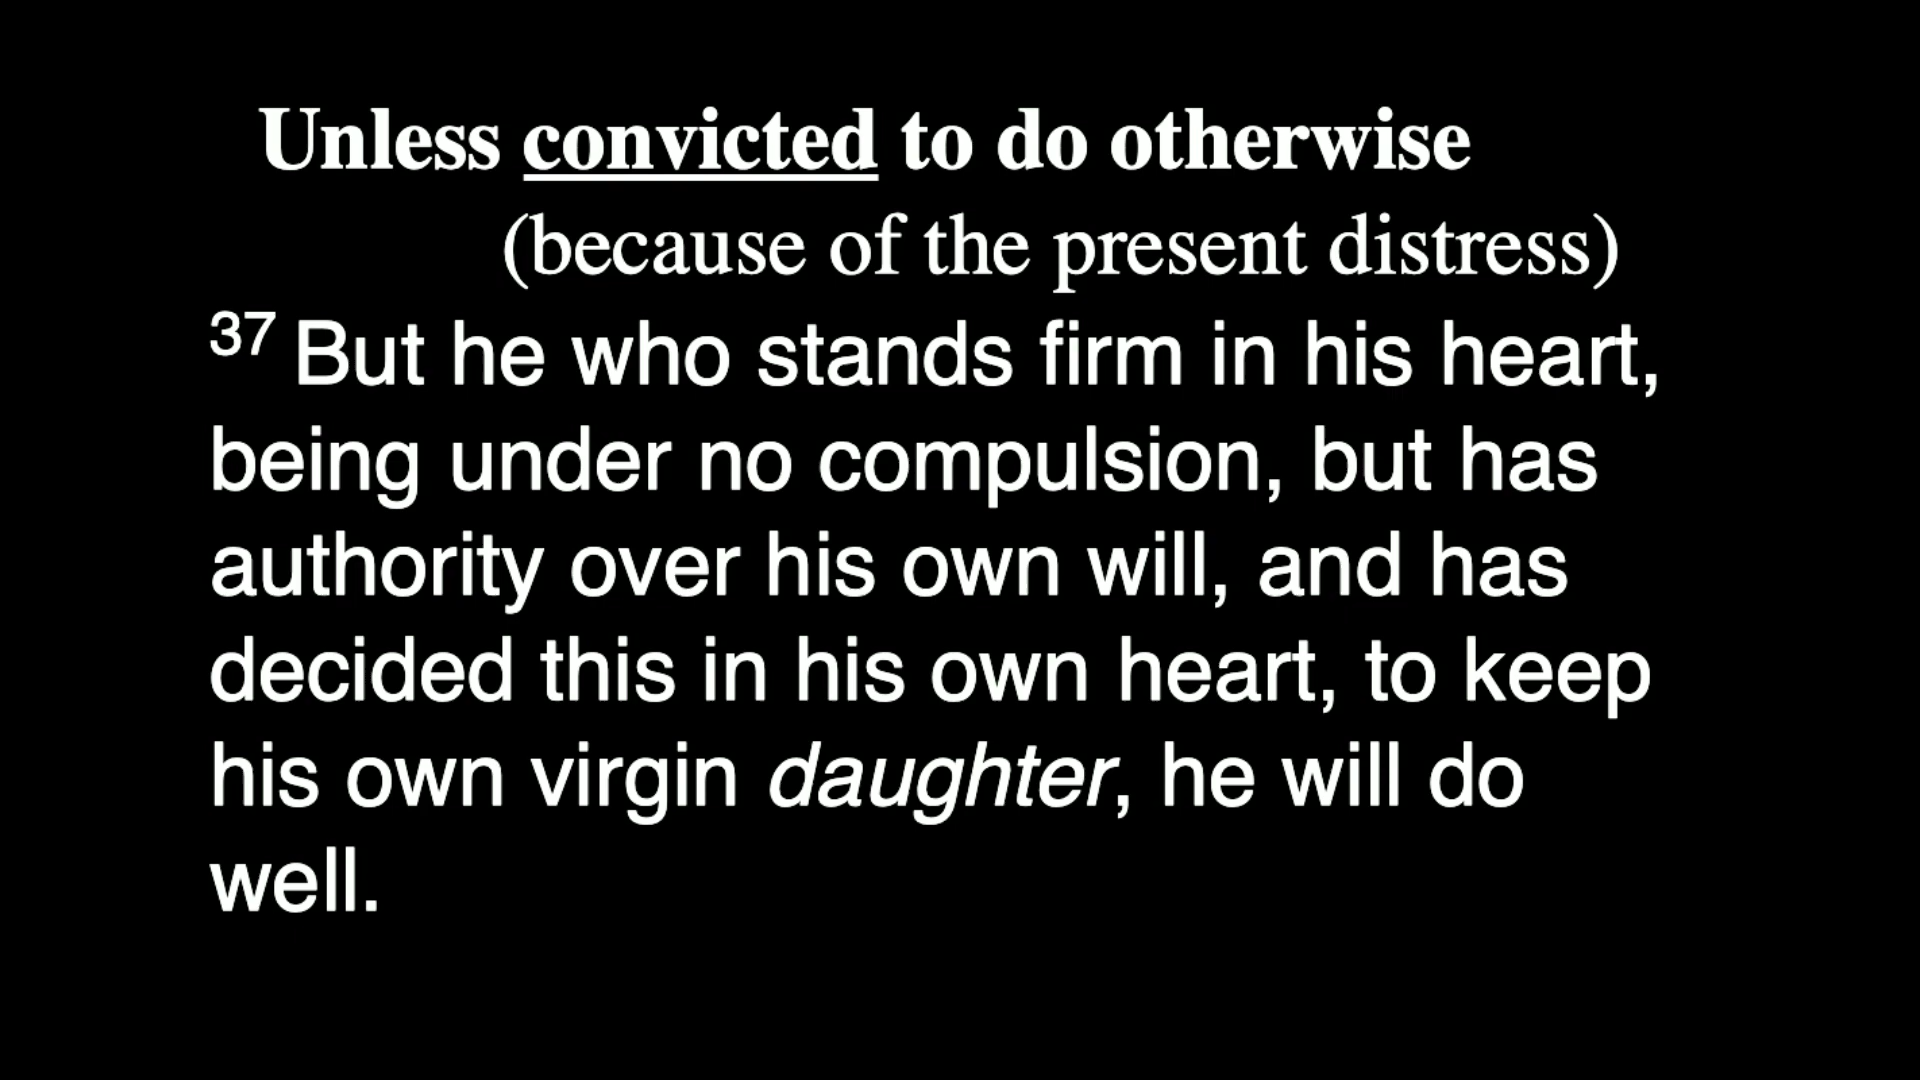 Unless convicted to do otherwise
(because of the present distress)
37 But he who stands firm in his heart,
being under no compulsion, but has
authority over his own will, and has
decided this in his own heart, to keep
his own virgin daughter, he will do
well.